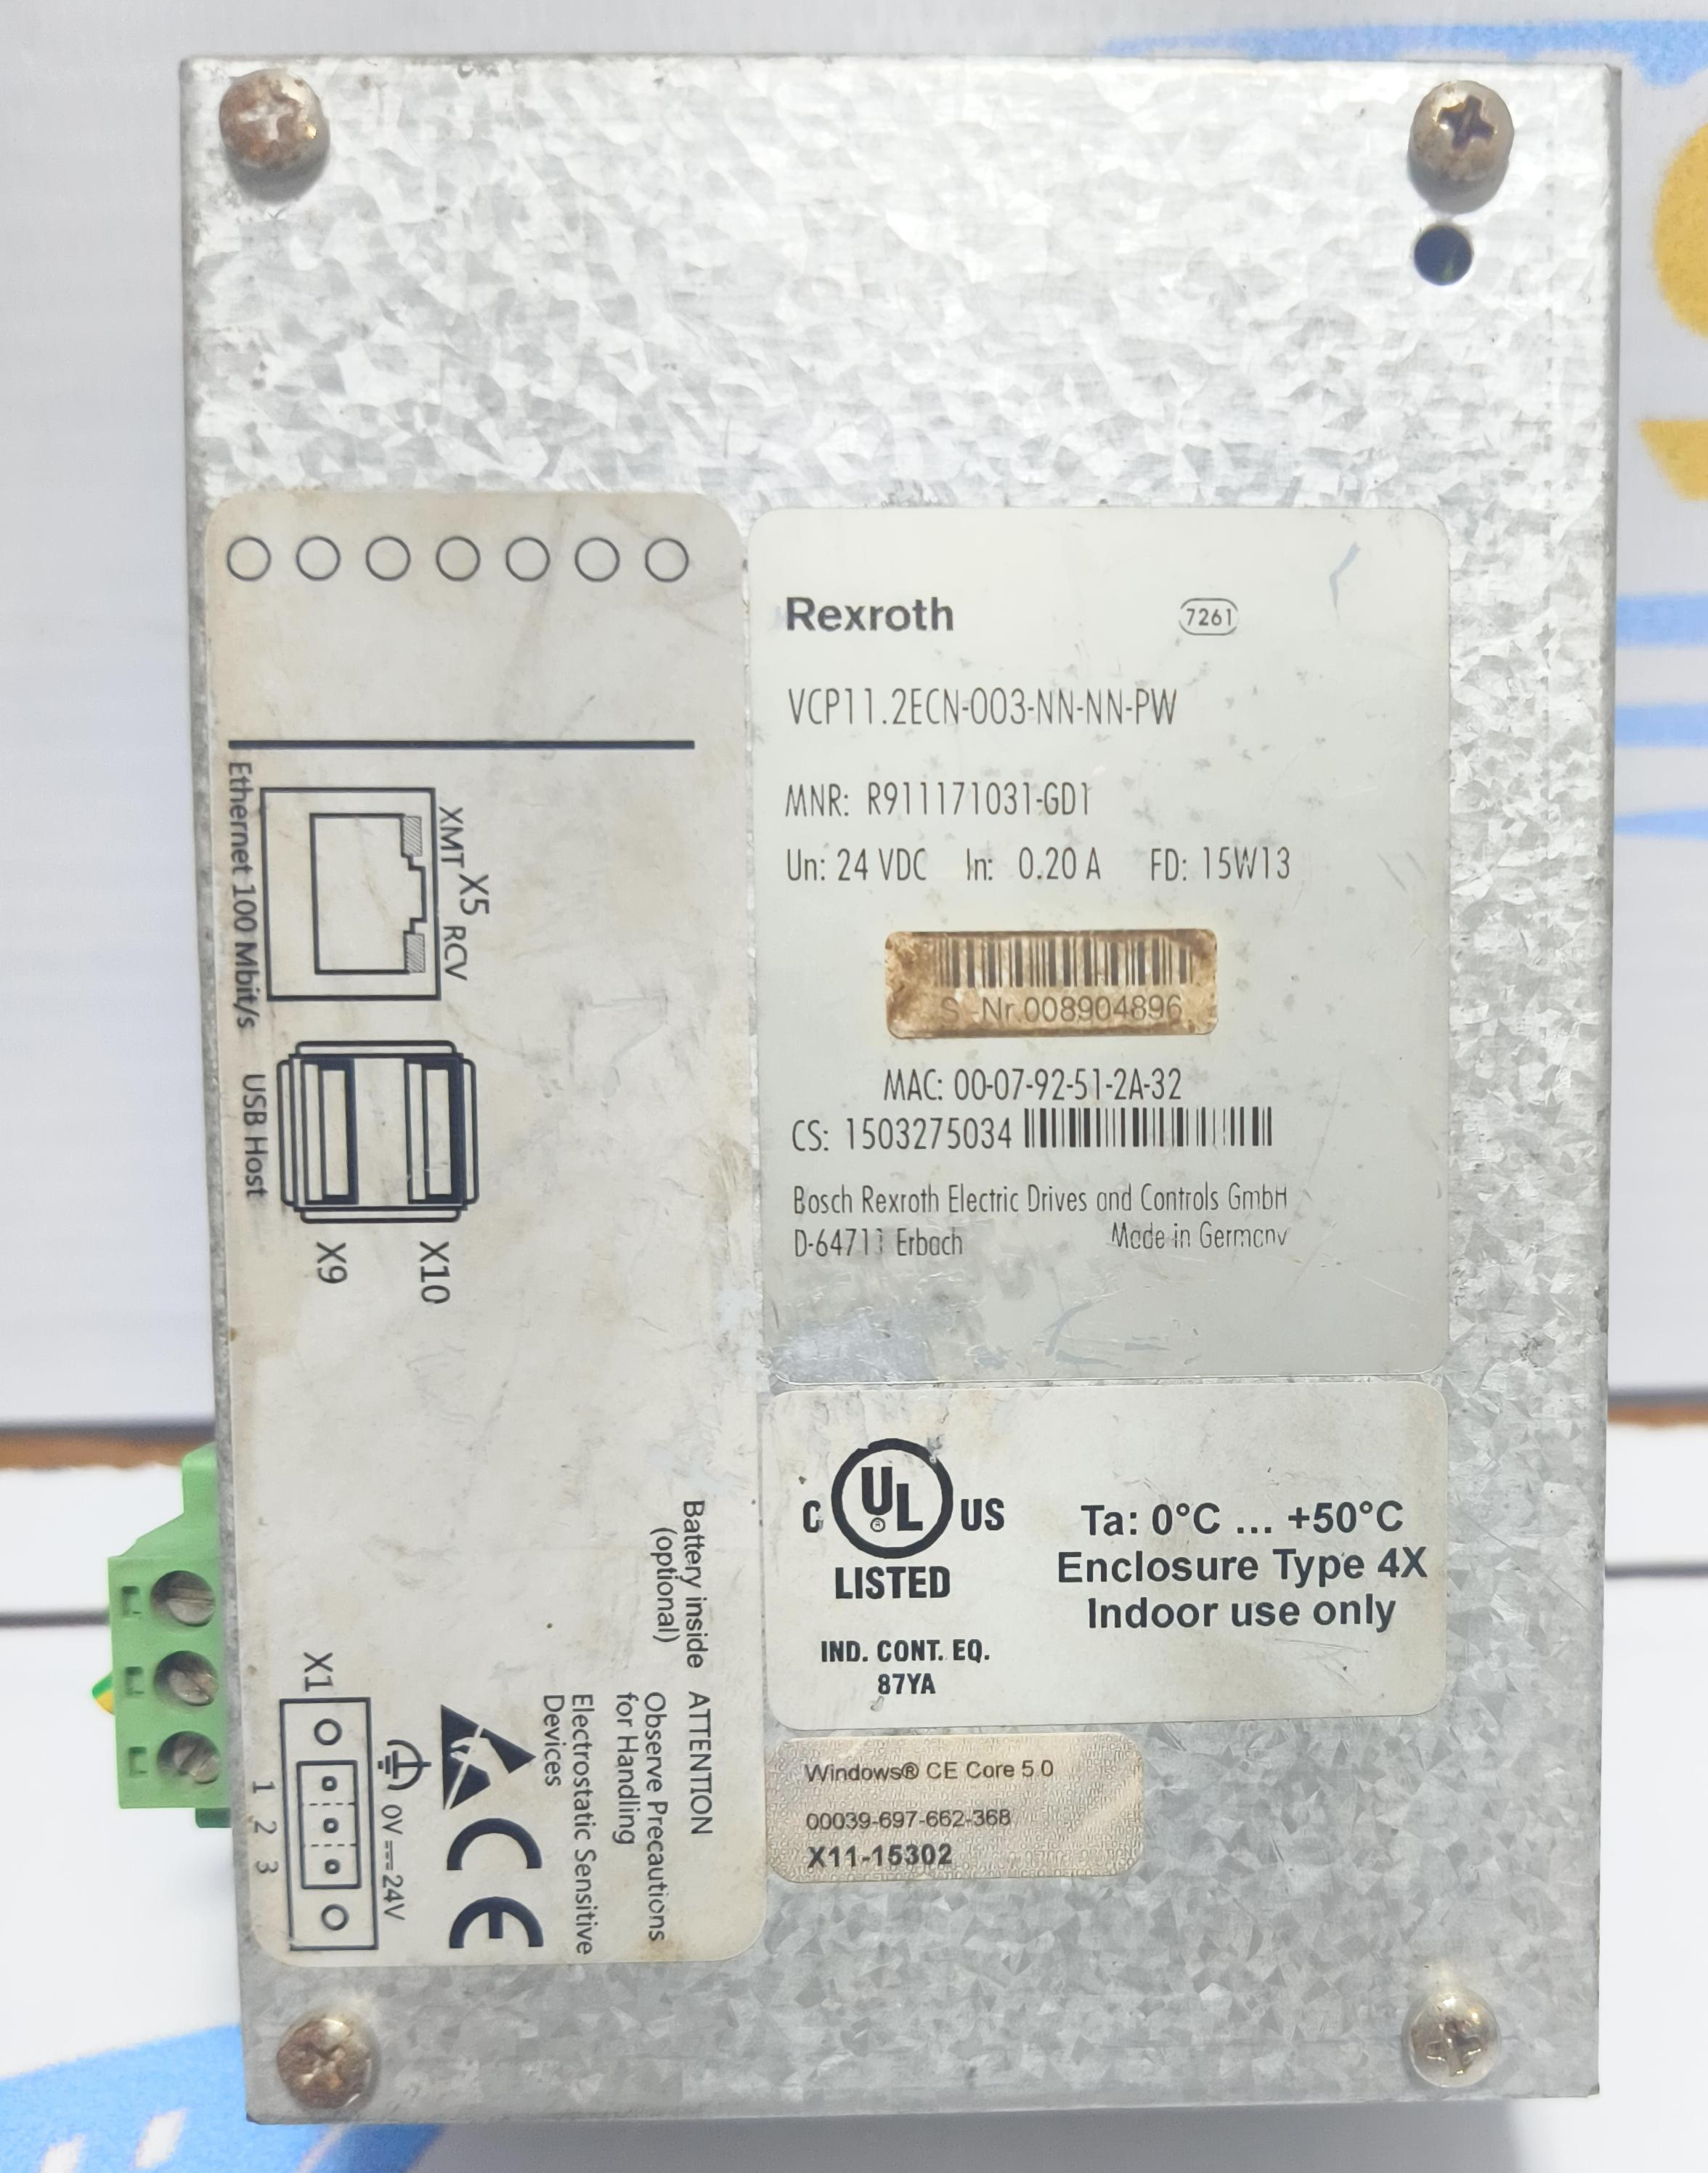 Rexroth 7261
VCP11.2ECN-003-NN-NN-PW
MNR: R911171031-GD1
Un: 24 VDC In: 0.20 A FD: 15W13
S.-Nr.008904896
MAC: 00-07-92-51-2A-32
CS: 1503275034
Bosch Rexroth Electric Drives and Controls GmbH
D-64711 Erbach Made in Germany
C UL ® US
LISTED
IND. CONT. EQ.
87YA
Ta: 0°C ... +50°C
Enclosure Type 4X
Indoor use only
Windows® CE Core 5.0
00039-697-662-368
X11-15302
XMT X5 RCV
Ethernet 100 Mbit/s
USB Host
X10
X9
Battery inside
(optional)
ATTENTION
Observe Precautions
for Handling
Electrostatic Sensitive
Devices
CE
0V 24V
X1
1 2 3